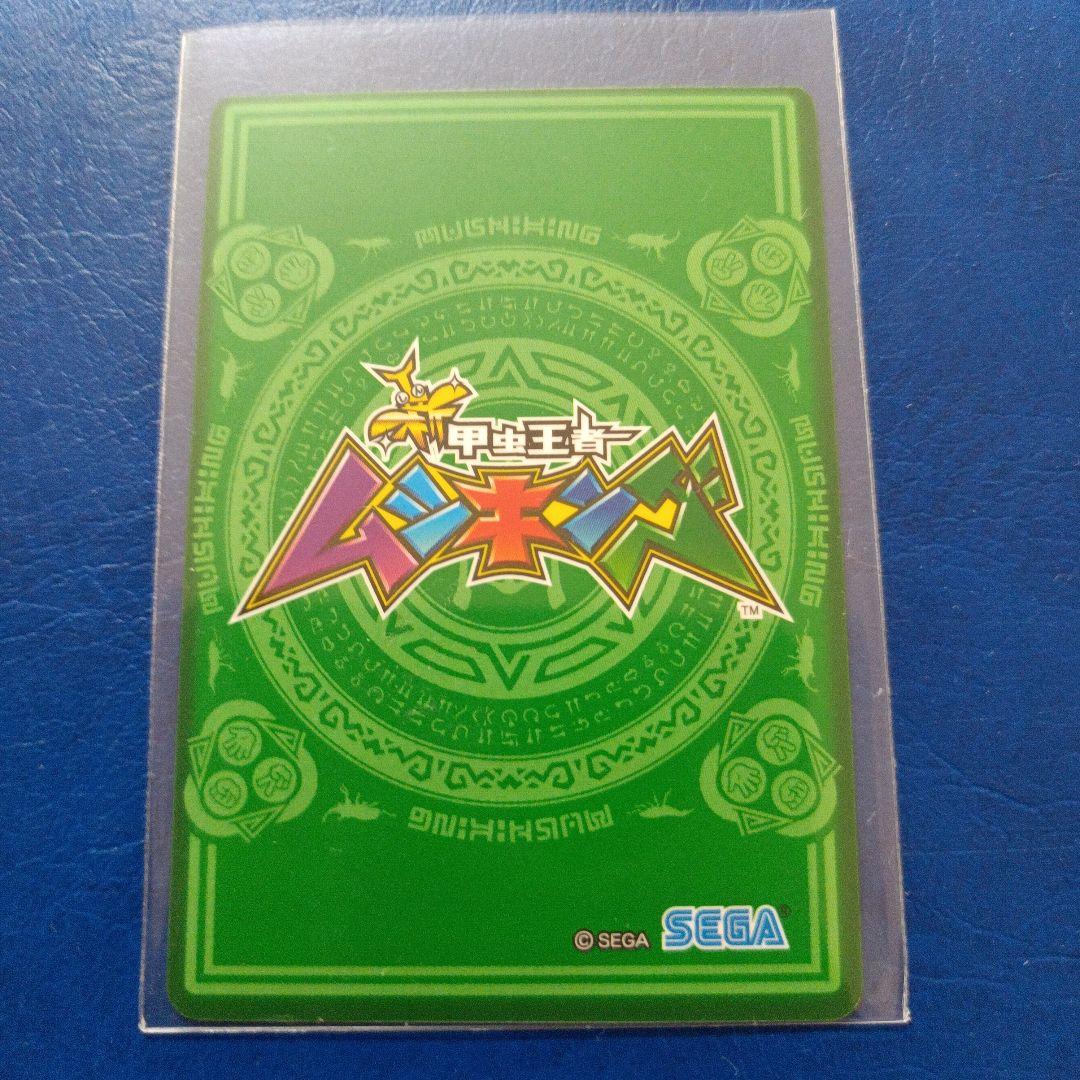 MUSHIKING
新甲虫王者
ムシキング
TM
MUSHIKING
MUSHIKING
MUSHIKING
© SEGA
SEGA®